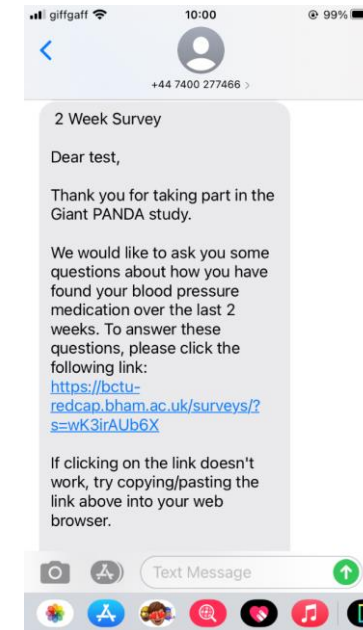 giffgaff
10:00
99%
+44 7400 277466 >
2 Week Survey
Dear test,
Thank you for taking part in the
Giant PANDA study.
We would like to ask you some
questions about how you have
found your blood pressure
medication over the last 2
weeks. To answer these
questions, please click the
following link:
https://bctu-
redcap.bham.ac.uk/surveys/?
s=wK3irAUb6X
If clicking on the link doesn't
work, try copying/pasting the
link above into your web
browser.
Text Message